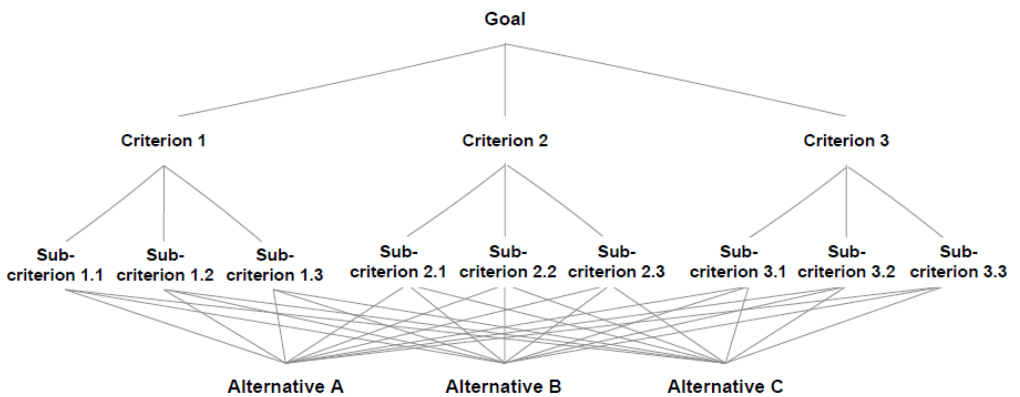 Goal
Criterion 1 Criterion 2 Criterion 3
Sub- Sub- Sub- Sub- Sub- Sub- Sub- Sub- Sub-
criterion 1.1 criterion 1.2 criterion 1.3 criterion 2.1 criterion 2.2 criterion 2.3 criterion 3.1 criterion 3.2 criterion 3.3
Alternative A Alternative B Alternative C